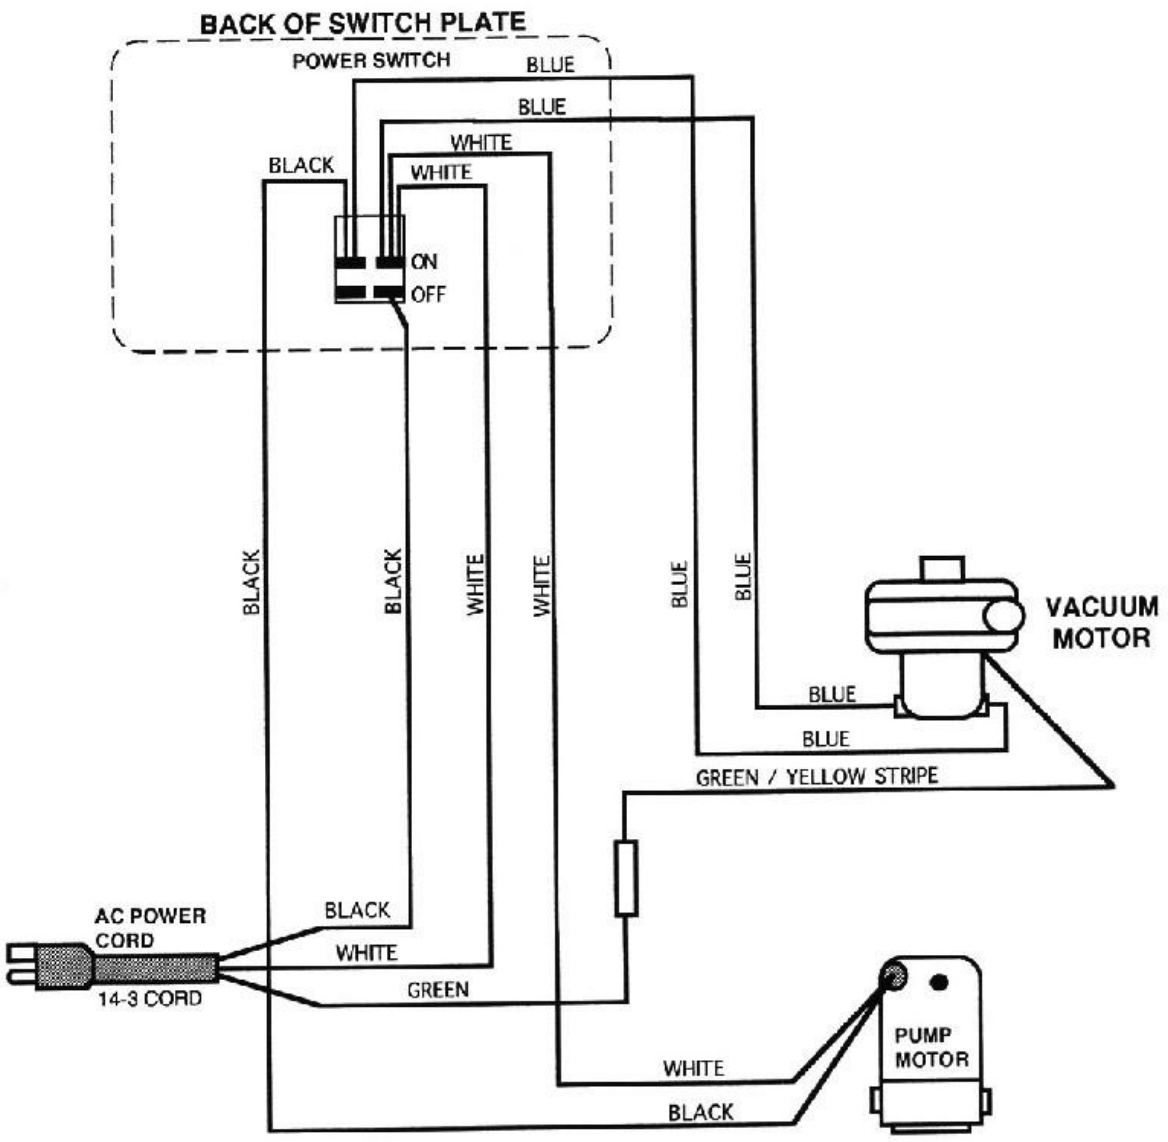 BACK OF SWITCH PLATE
POWER SWITCH
BLUE
BLUE
WHITE
BLACK
WHITE
ON
OFF
BLACK
BLACK
WHITE
WHITE
BLUE
BLUE
VACUUM
MOTOR
BLUE
BLUE
GREEN / YELLOW STRIPE
AC POWER
CORD
BLACK
WHITE
14-3 CORD
GREEN
PUMP
MOTOR
WHITE
BLACK